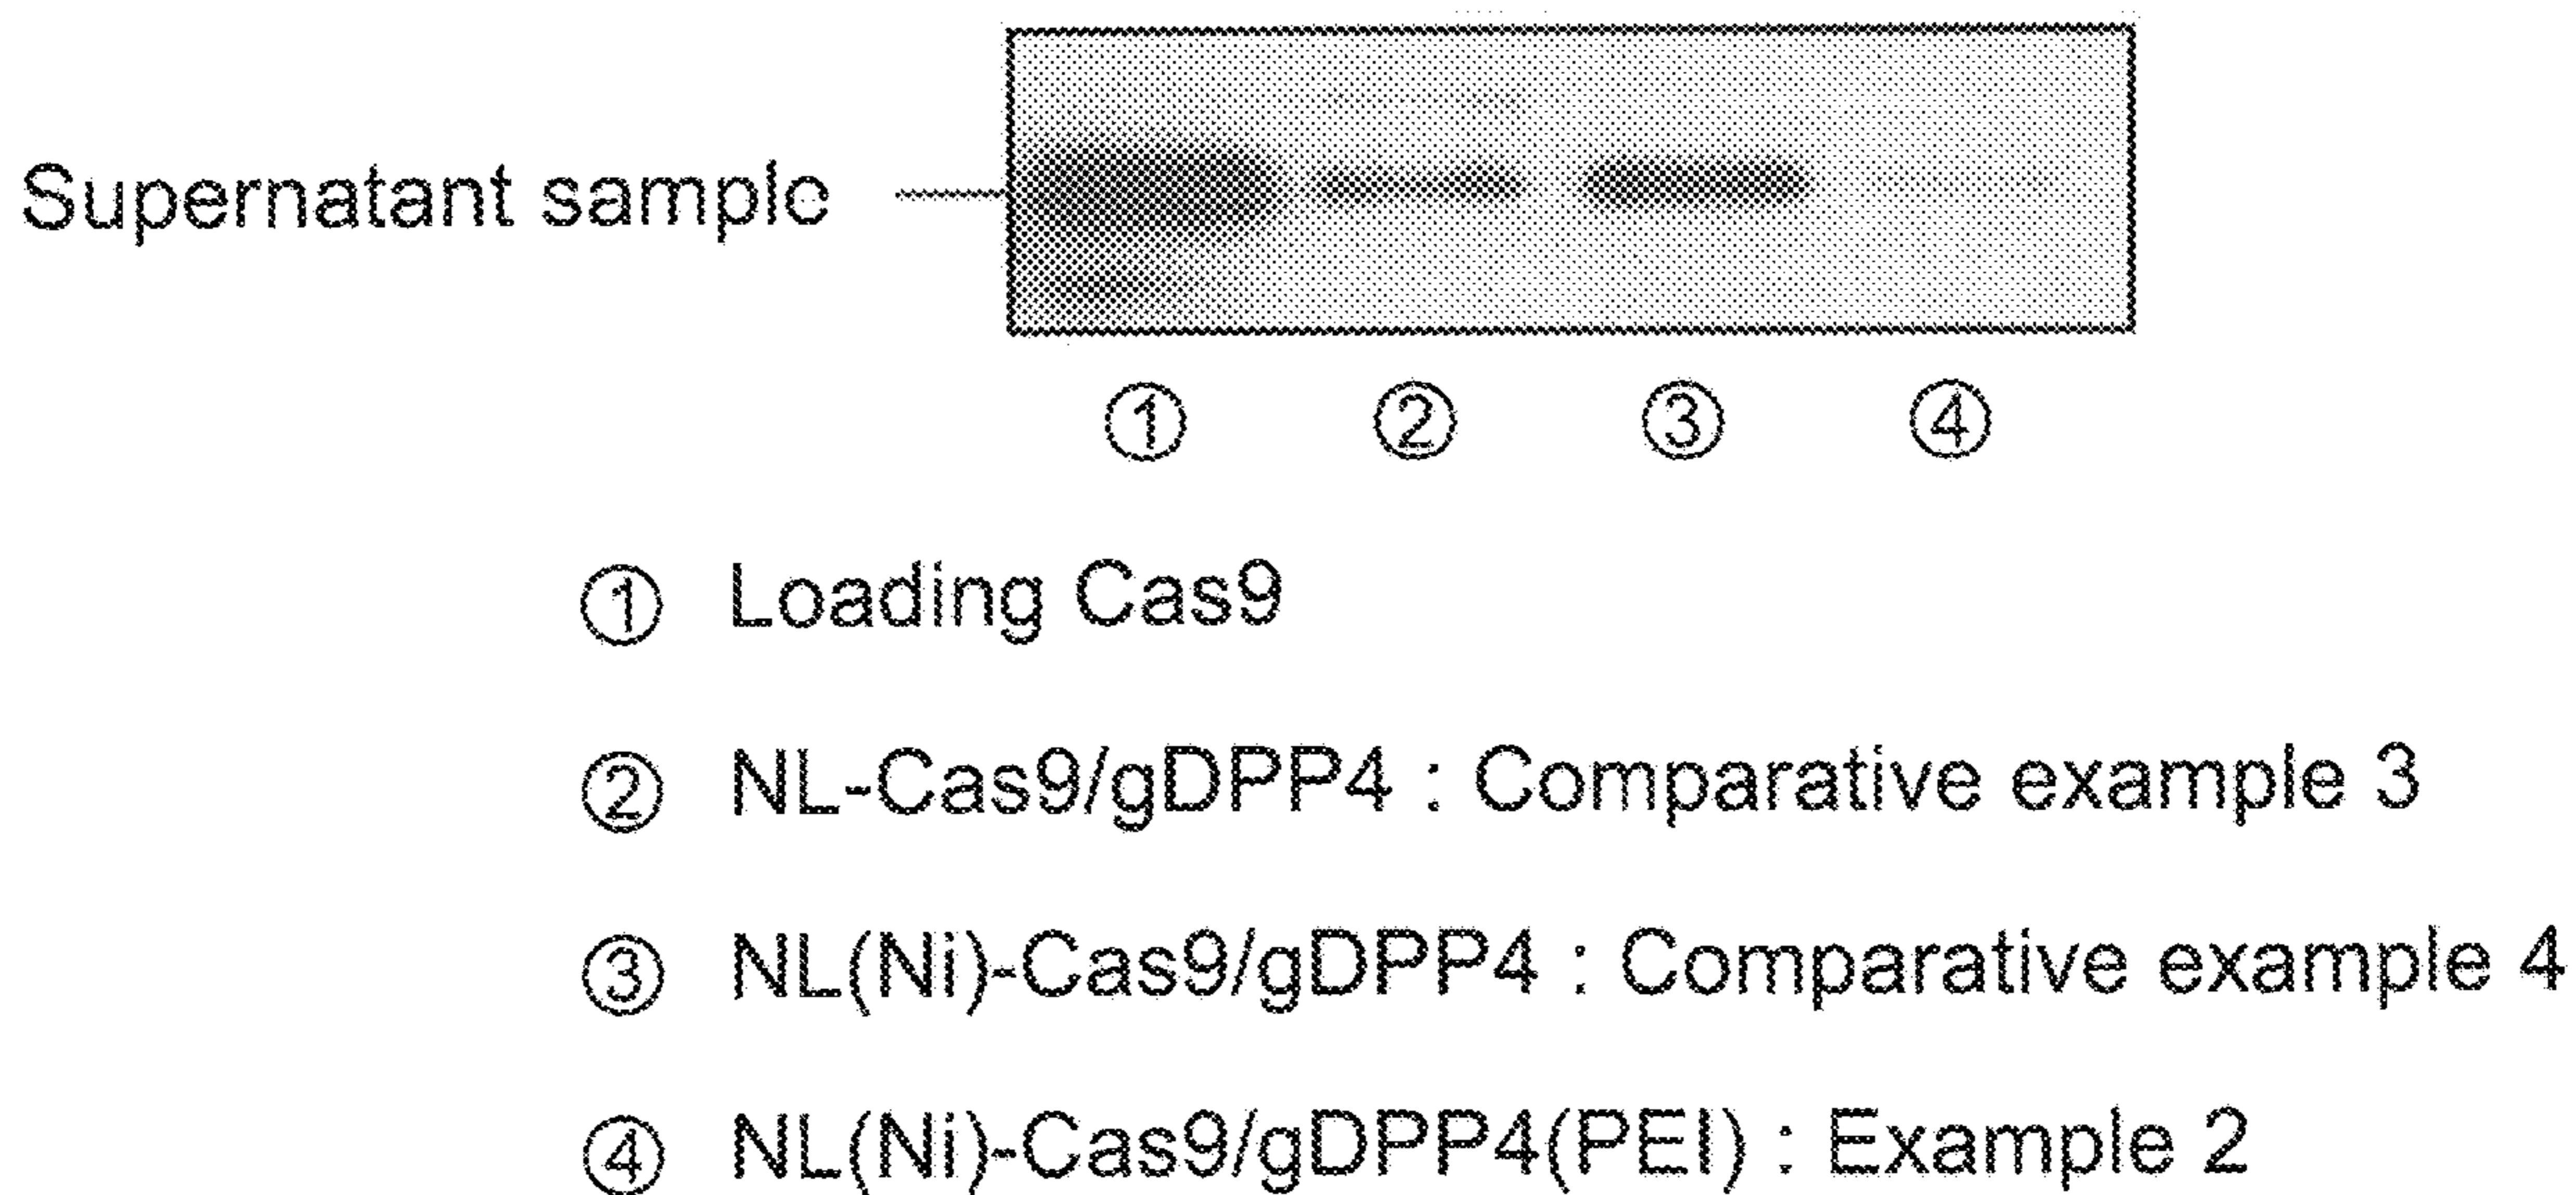 Supernatant sample
① ② ③ ④
① Loading Cas9
② NL-Cas9/gDPP4 : Comparative example 3
③ NL(Ni)-Cas9/gDPP4 : Comparative example 4
④ NL(Ni)-Cas9/gDPP4(PEI) : Example 2